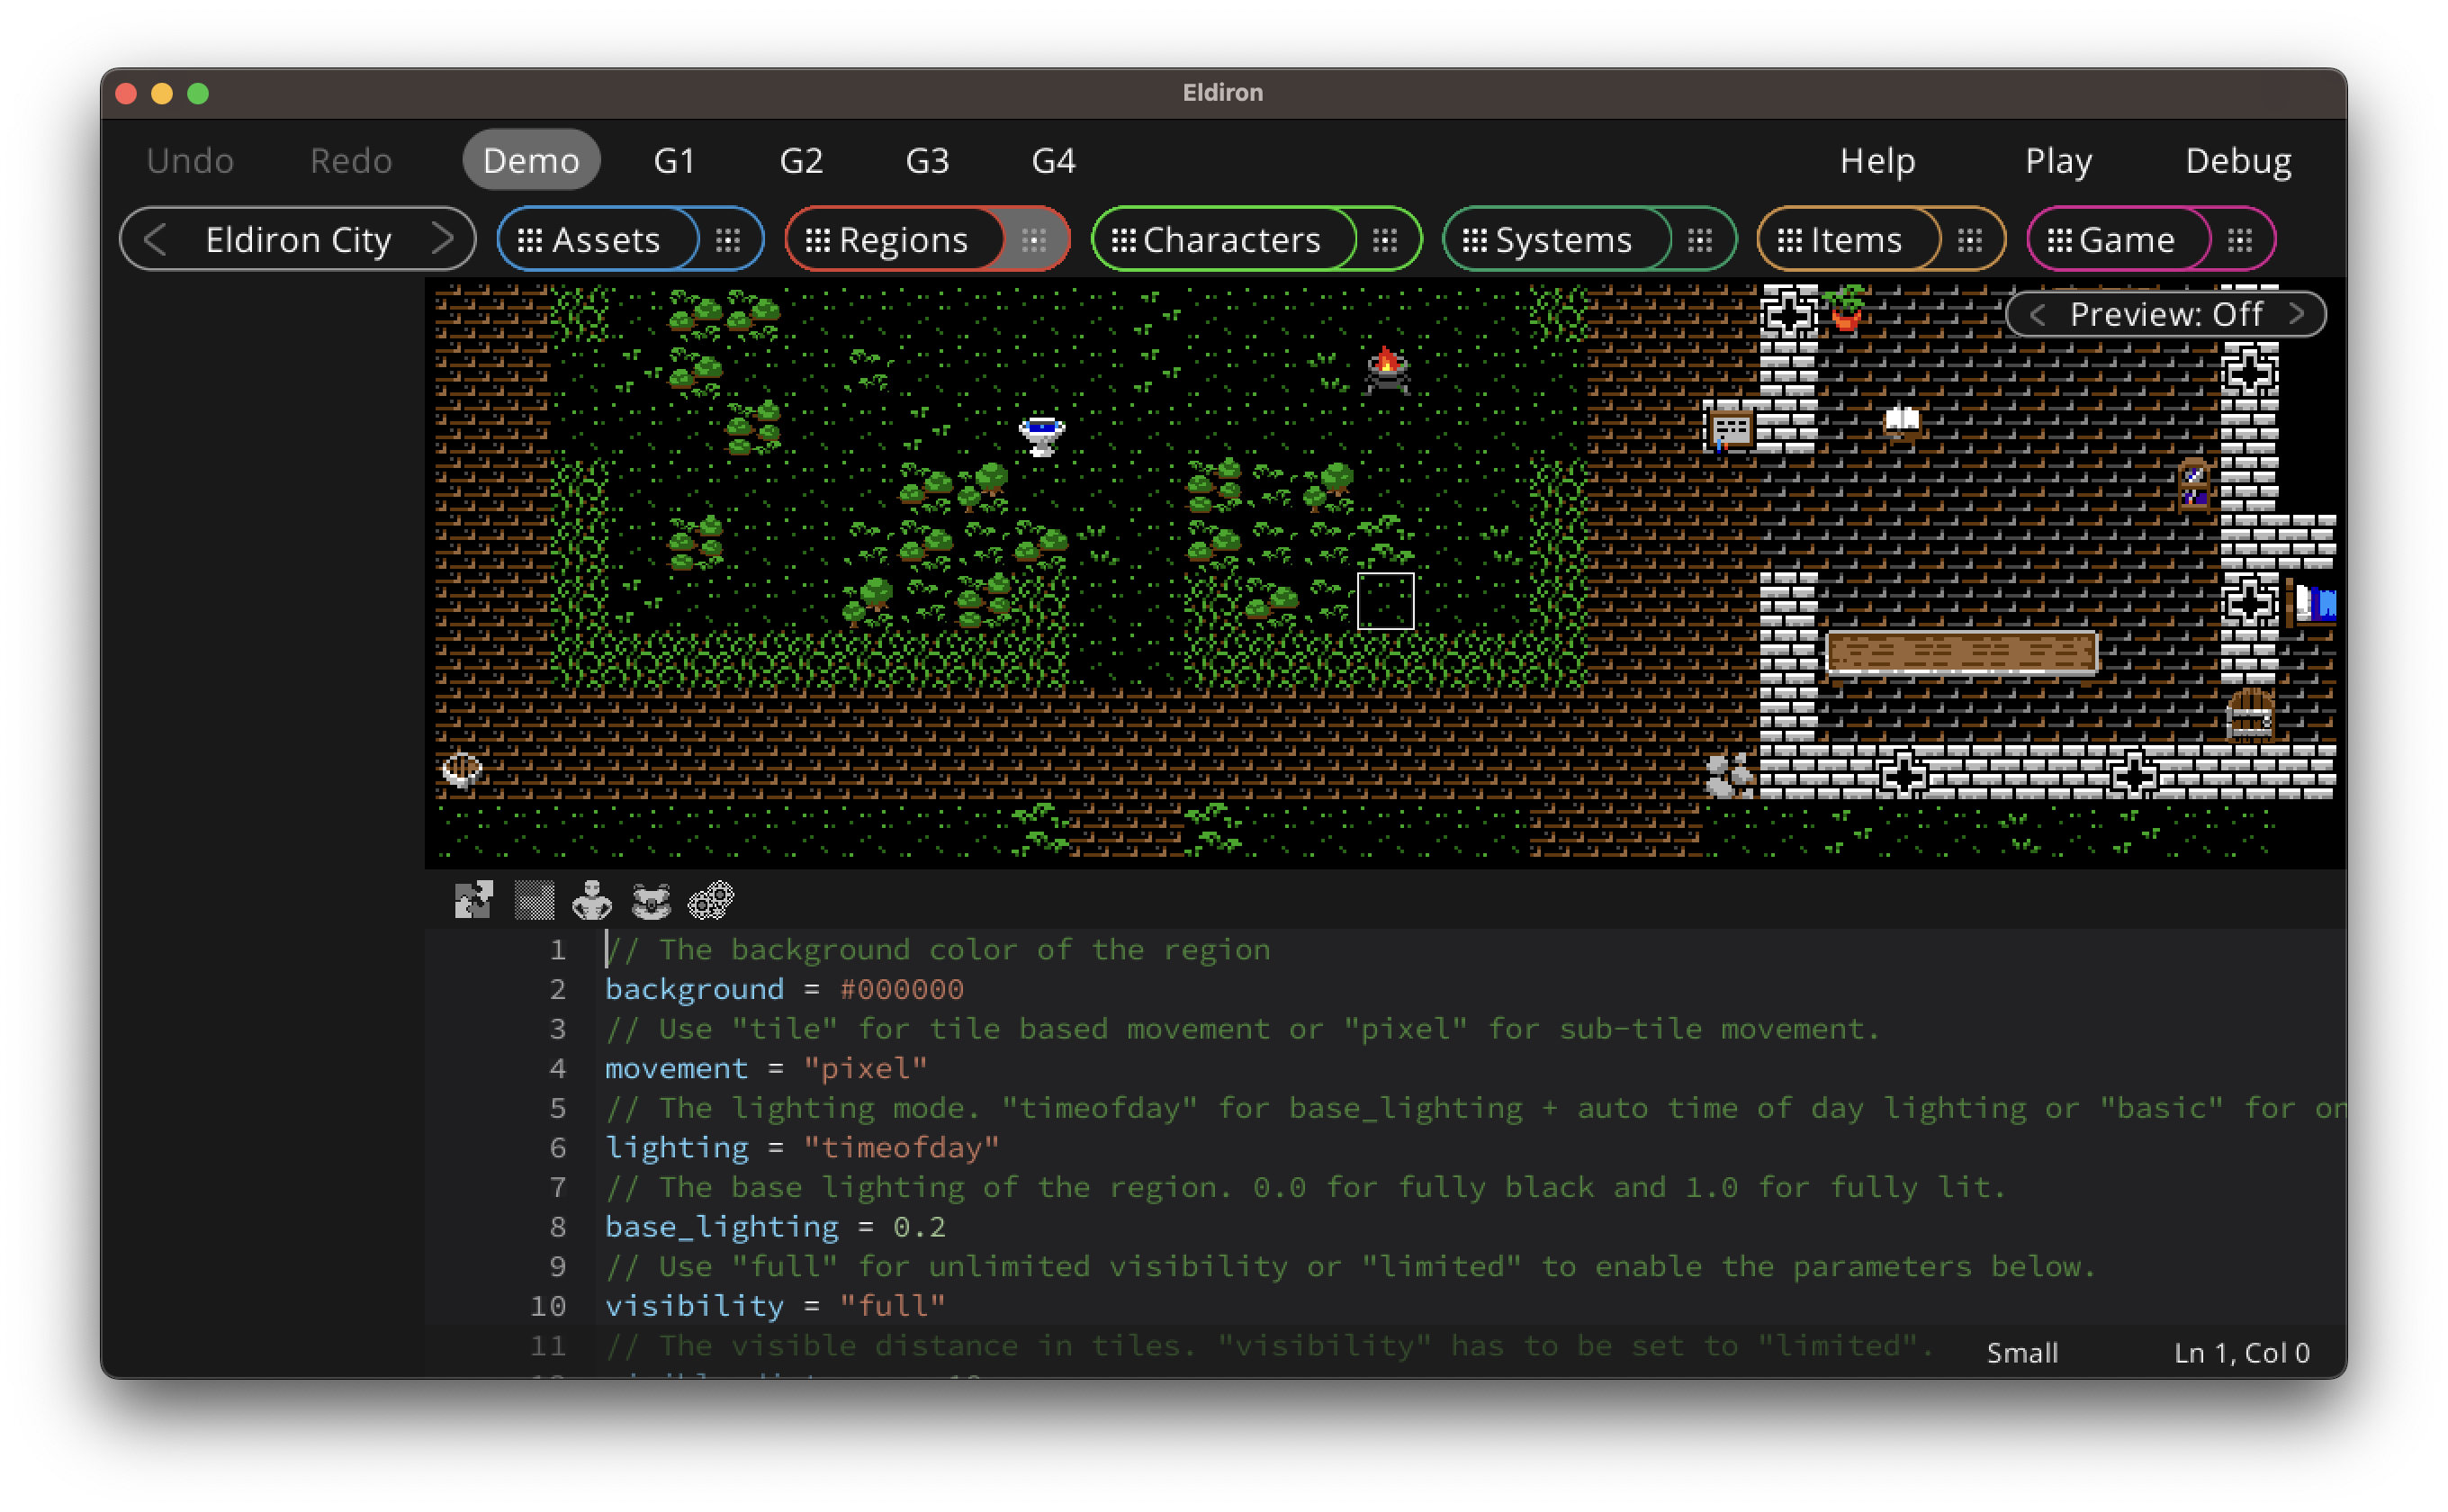 Eldiron
Undo Redo Demo G1 G2 G3 G4 Help Play Debug
Eldiron City Assets Regions Characters Systems Items Game
Preview: Off
1 // The background color of the region
2 background = #000000
3 // Use "tile" for tile based movement or "pixel" for sub-tile movement.
4 movement = "pixel"
5 // The lighting mode. "timeofday" for base_lighting + auto time of day lighting or "basic" for on
6 lighting = "timeofday"
7 // The base lighting of the region. 0.0 for fully black and 1.0 for fully lit.
8 base_lighting = 0.2
9 // Use "full" for unlimited visibility or "limited" to enable the parameters below.
10 visibility = "full"
11 // The visible distance in tiles. "visibility" has to be set to "limited".
Small Ln 1, Col 0